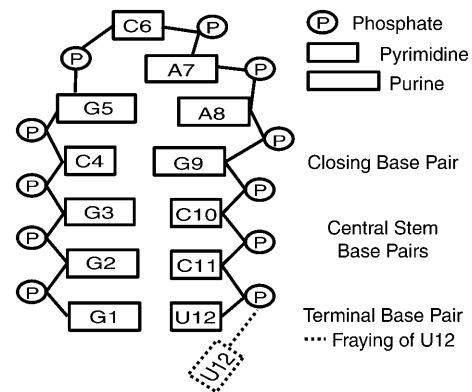 C6 P P Phosphate
P A7 P Pyrimidine
G5 A8 Purine
P P
C4 G9 Closing Base Pair
P P
G3 C10 Central Stem
P P Base Pairs
G2 C11
P P Terminal Base Pair
G1 U12 Fraying of U12
U12